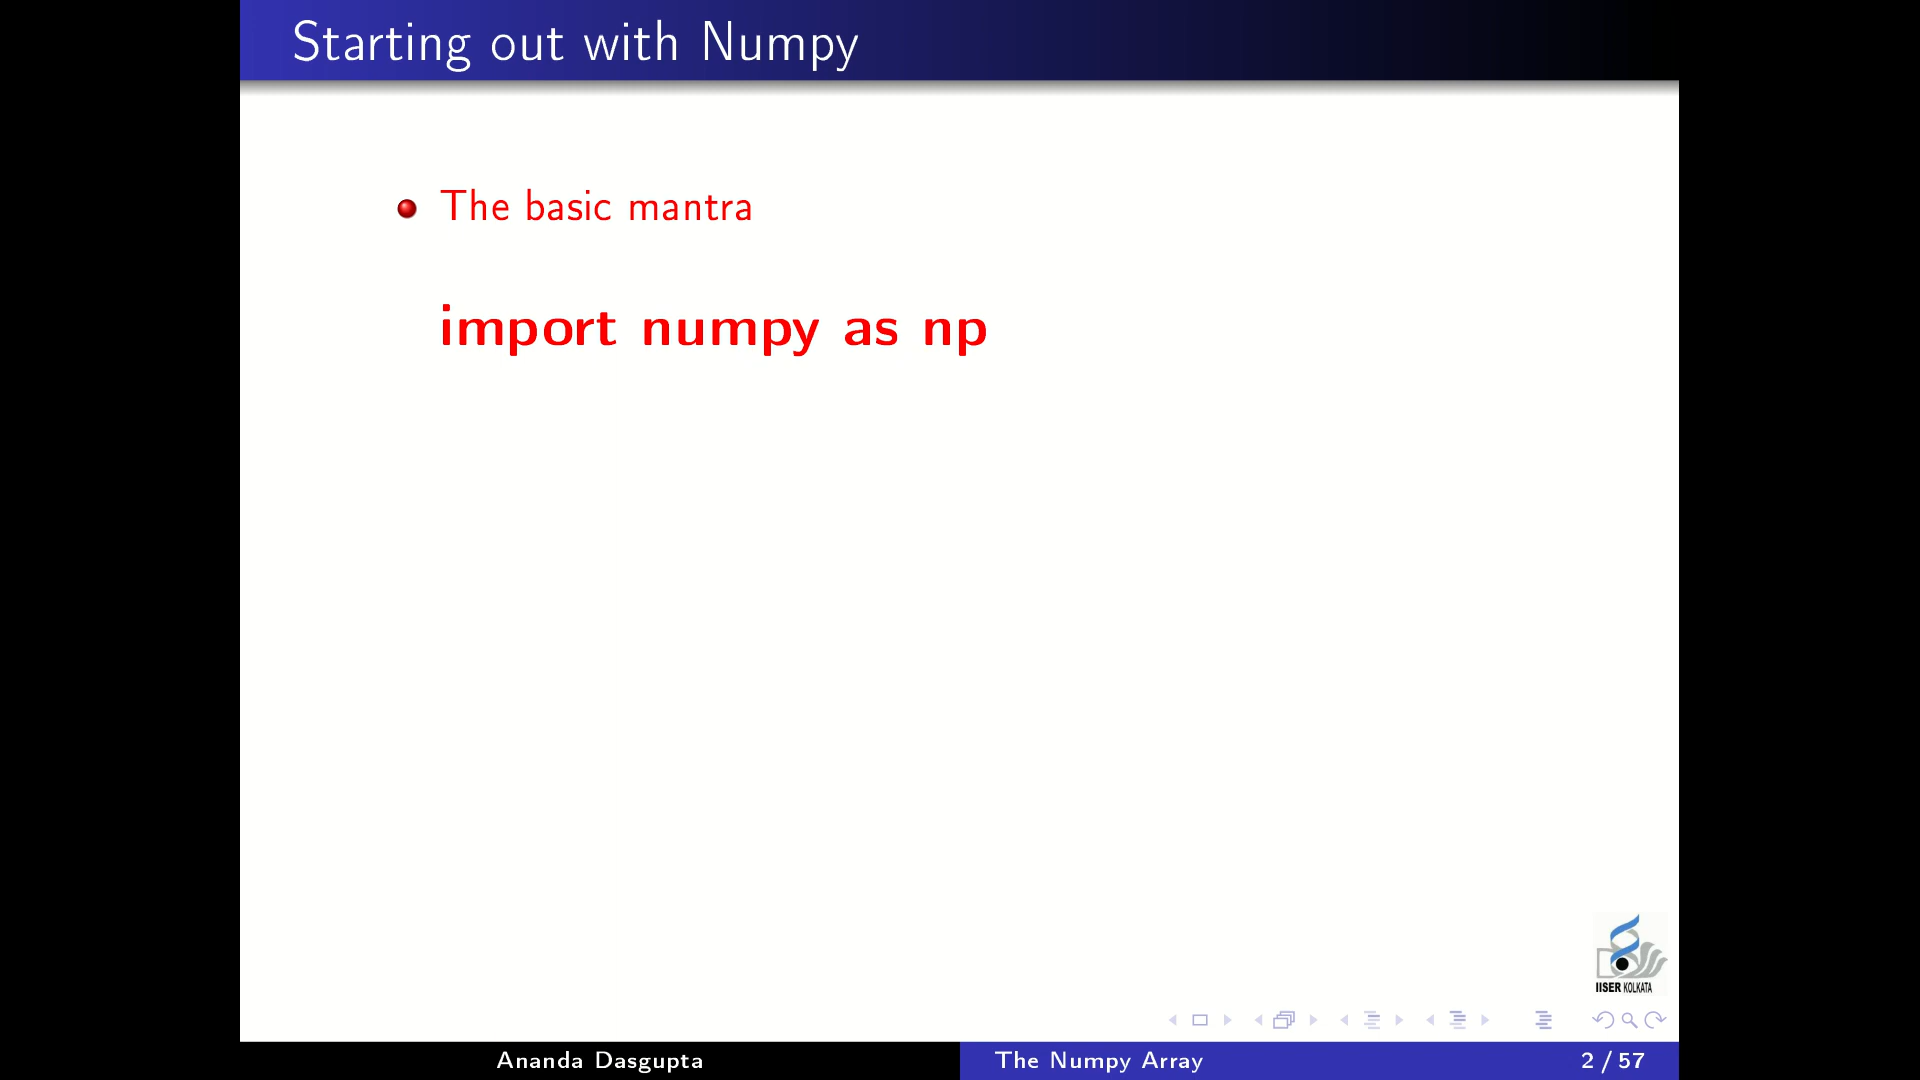 Starting out with Numpy
The basic mantra
import numpy as np
IISER KOLKATA
Ananda Dasgupta
The Numpy Array
2 / 57